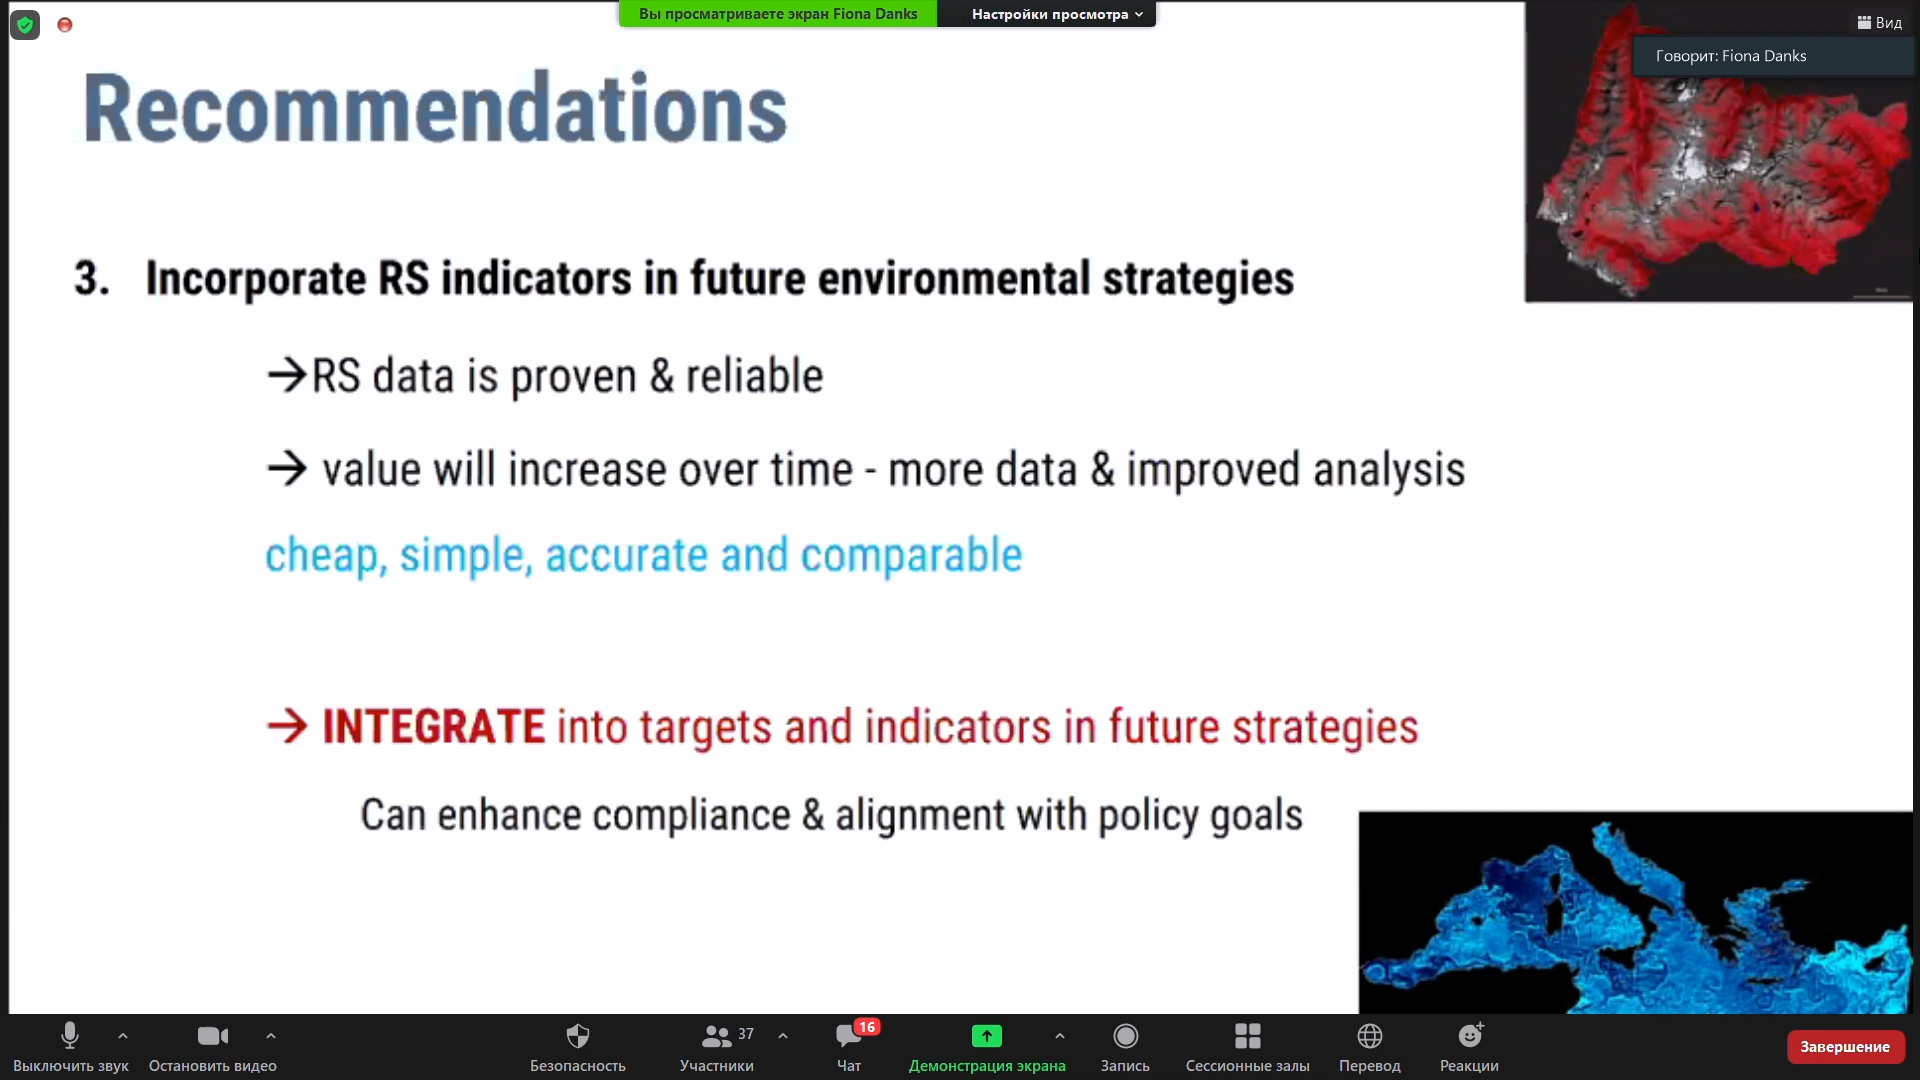 Вы просматриваете экран Fiona Danks
Настройки просмотра
Вид
Говорит: Fiona Danks
Recommendations
3. Incorporate RS indicators in future environmental strategies
→RS data is proven & reliable
→ value will increase over time - more data & improved analysis
cheap, simple, accurate and comparable
→ INTEGRATE into targets and indicators in future strategies
Can enhance compliance & alignment with policy goals
Выключить звук
Остановить видео
Безопасность
37
Участники
16
Чат
Демонстрация экрана
Запись
Сессионные залы
Перевод
Реакции
Завершение